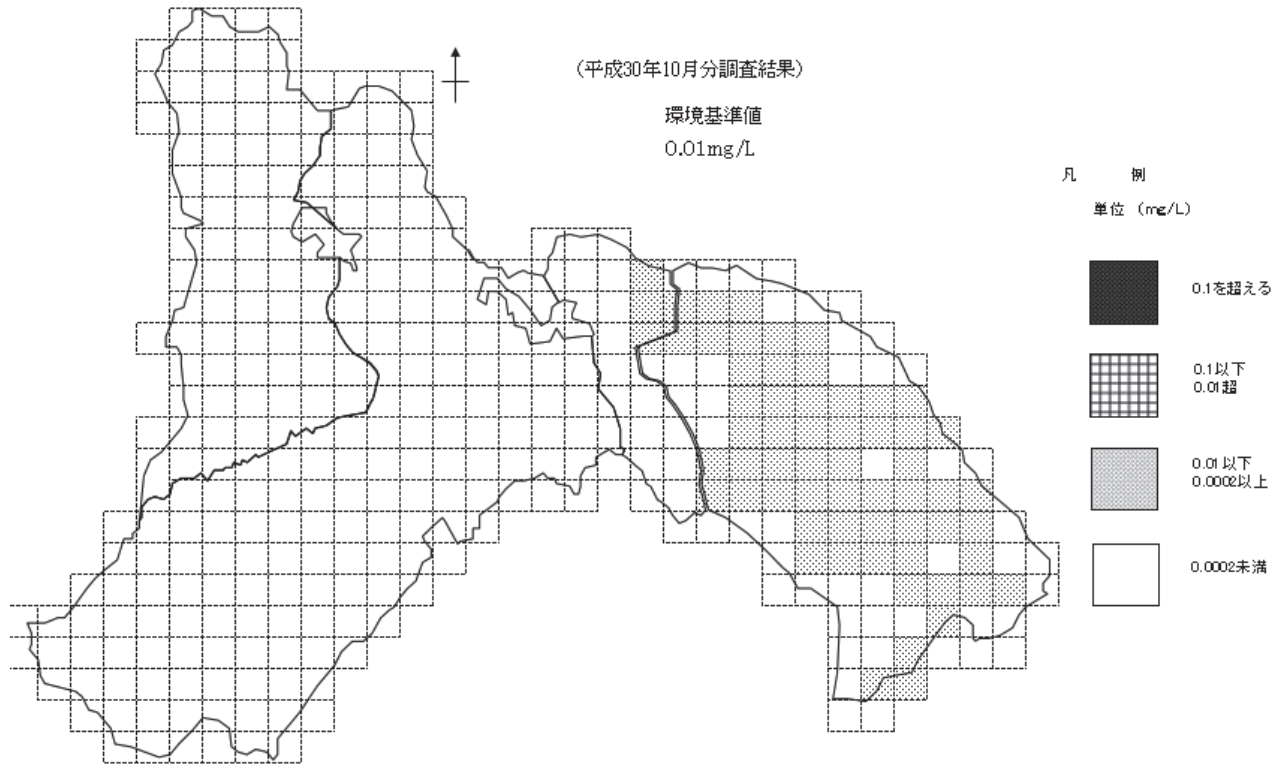 (平成30年10月分調査結果)
環境基準値
0.01mg/L
凡 例
単位 (mg/L)
0.1を超える
0.1以下
0.01超
0.01以下
0.0002以上
0.0002未満